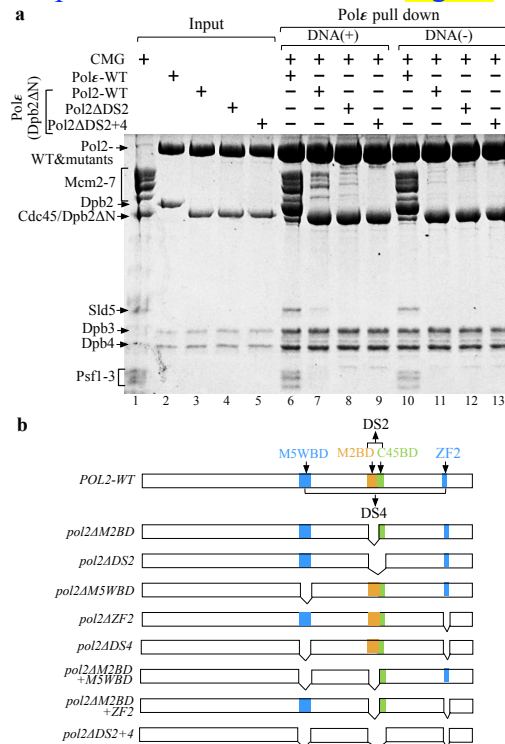 a
Input
Polε pull down
DNA(+)
DNA(-)
CMG + + + + + + + + +
Polε-WT + + - - - + - - -
Polε (Dpb2ΔN)
Pol2-WT + - + - - - + - -
Pol2ΔDS2 + - - + - - - + -
Pol2ΔDS2+4 + - - - + - - - +
Pol2-
WT&mutants
Mcm2-7
Dpb2
Cdc45/Dpb2ΔN
Sld5
Dpb3
Dpb4
Psf1-3
1 2 3 4 5 6 7 8 9 10 11 12 13
b
DS2
M5WBD M2BD C45BD ZF2
POL2-WT
DS4
pol2ΔM2BD
pol2ΔDS2
pol2ΔM5WBD
pol2ΔZF2
pol2ΔDS4
pol2ΔM2BD
+M5WBD
pol2ΔM2BD
+ZF2
pol2ΔDS2+4